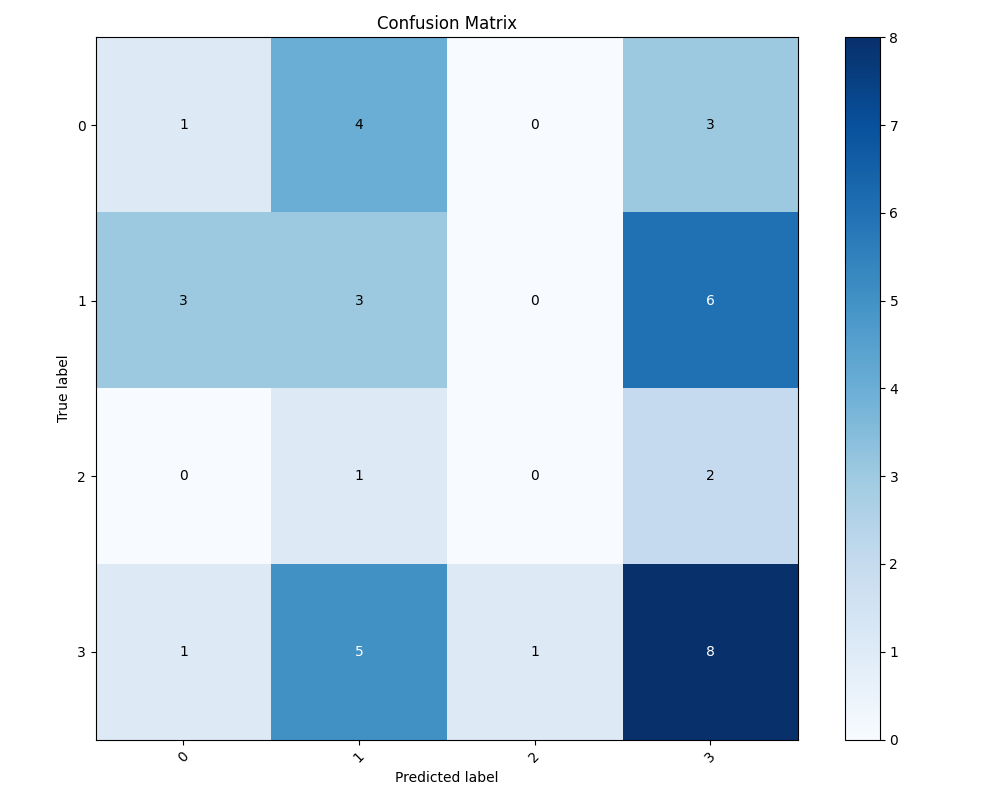 Confusion Matrix
0 1 4 0 3
1 3 3 0 6
2 0 1 0 2
3 1 5 1 8
0 1 2 3
True label
Predicted label
8
7
6
5
4
3
2
1
0